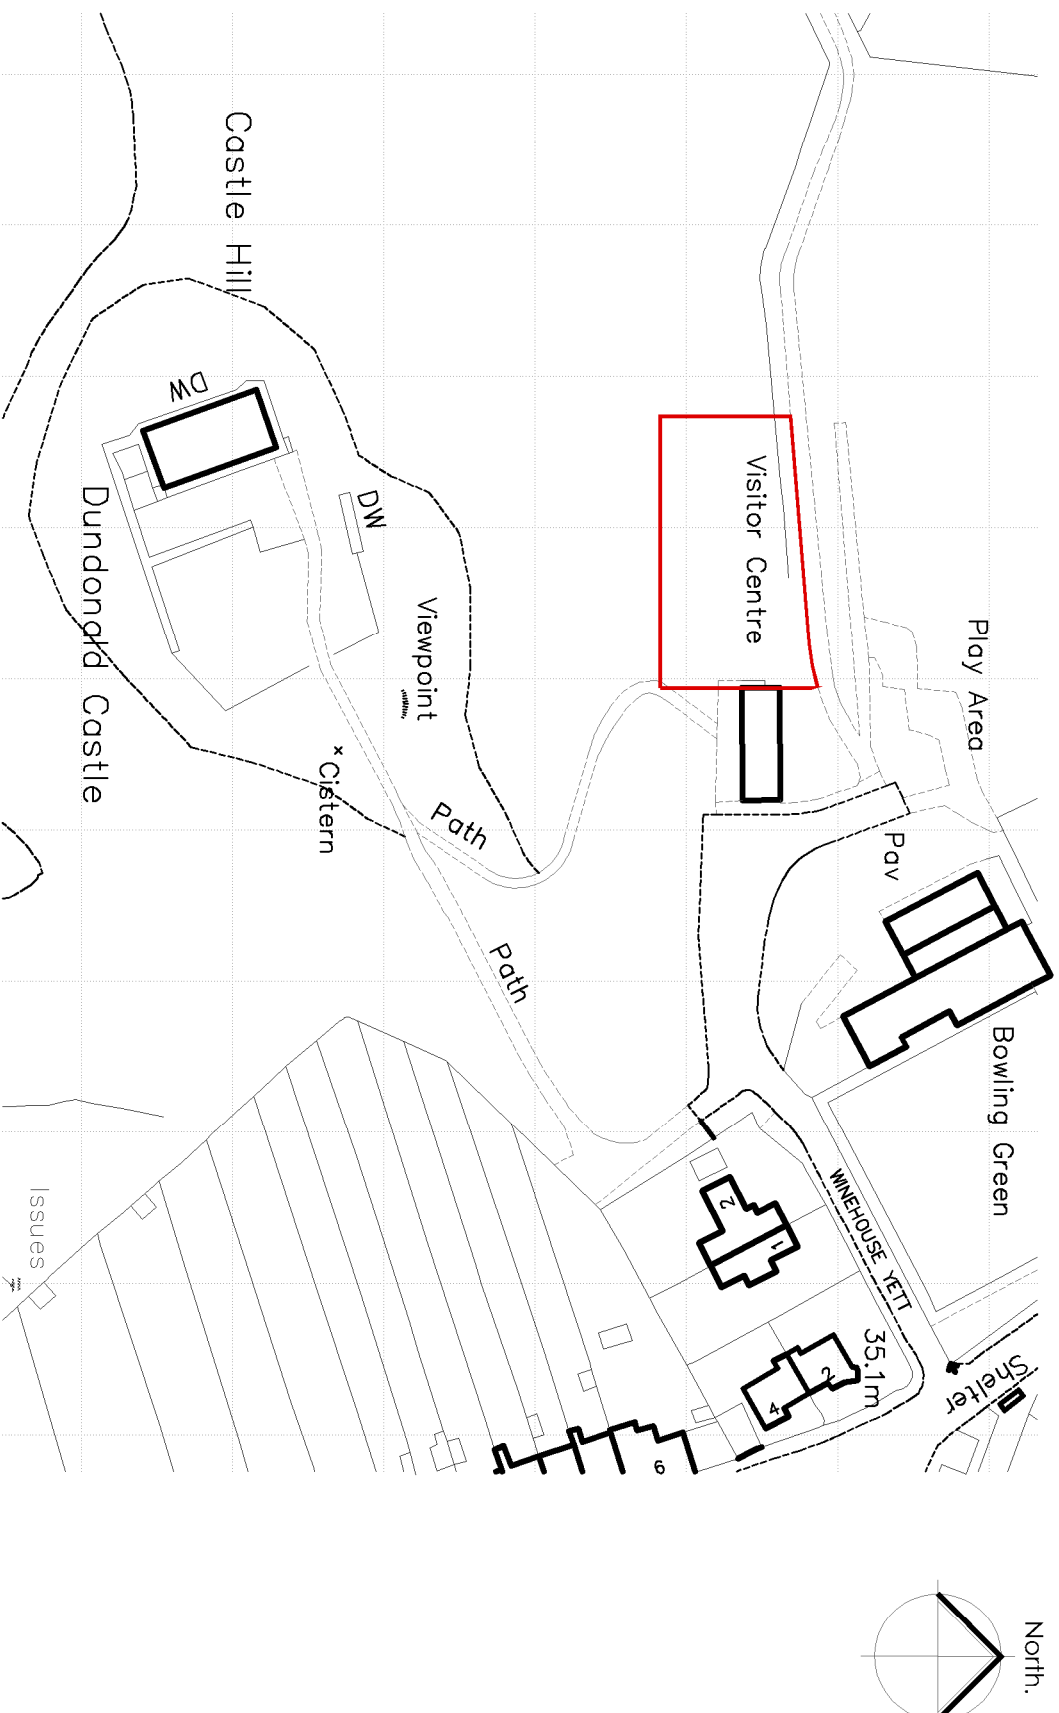 Castle Hill
DW
Dundonald Castle
DW
Viewpoint
Cistern
Path
Path
Visitor Centre
Play Area
Pav
Bowling Green
WINEHOUSE YETT
2
1
35.1m
2
4
6
Shelter
Issues
North.